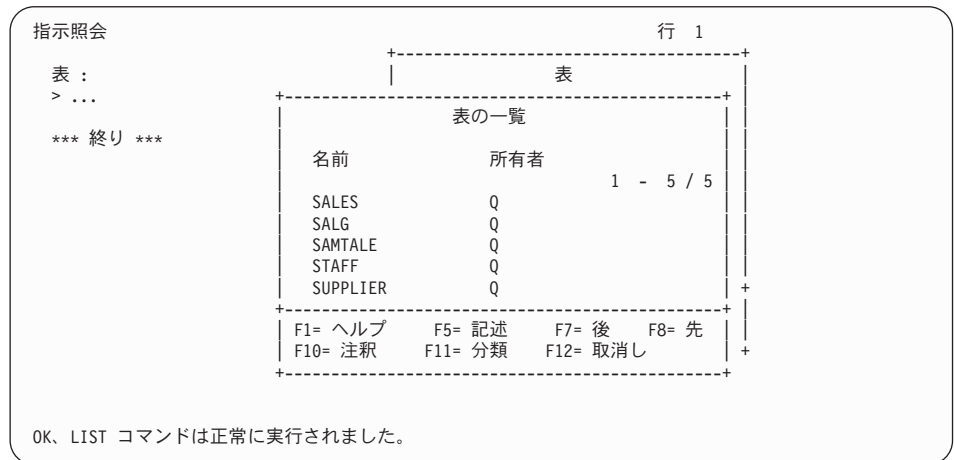 指示照会 行 1
表 : 表
> ...
表の一覧
*** 終り ***
名前 所有者
1 - 5 / 5
SALES Q
SALG Q
SAMTALE Q
STAFF Q
SUPPLIER Q
F1= ヘルプ F5= 記述 F7= 後 F8= 先
F10= 注釈 F11= 分類 F12= 取消し
OK、LIST コマンドは正常に実行されました。